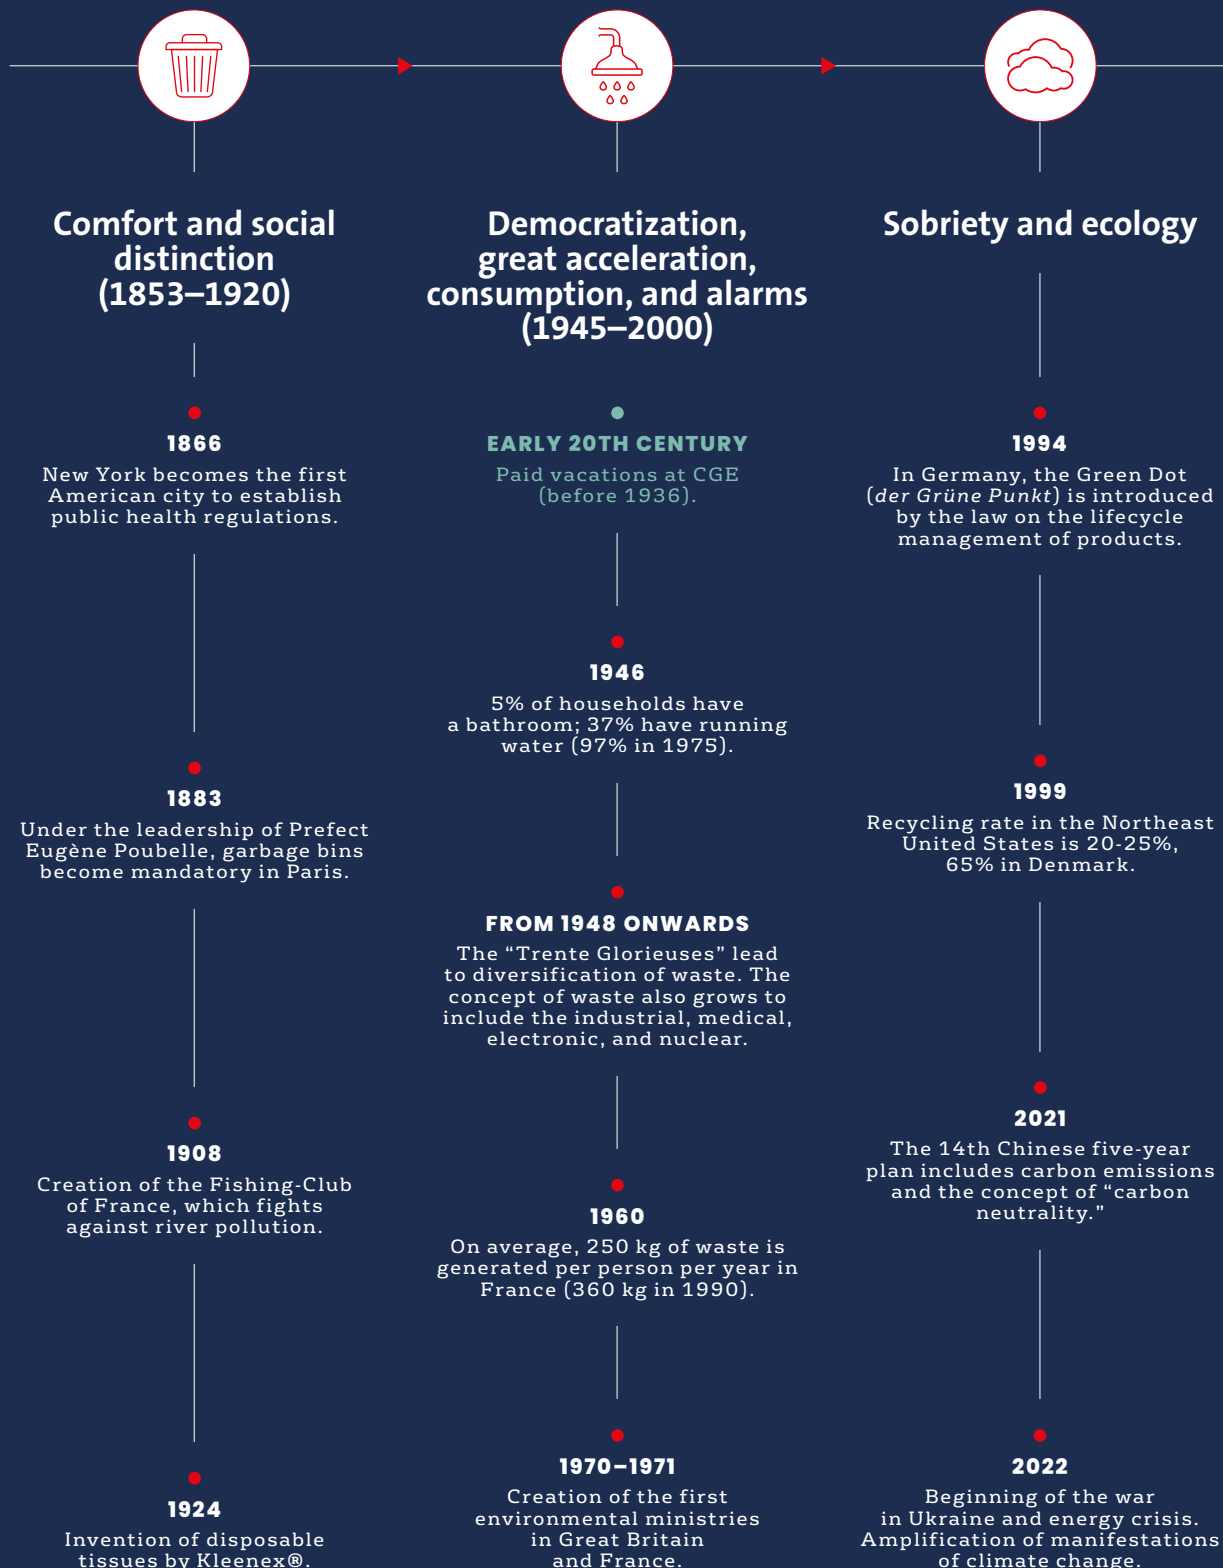 Comfort and social
distinction
(1853–1920)
1866
New York becomes the first
American city to establish
public health regulations.
1883
Under the leadership of Prefect
Eugène Poubelle, garbage bins
become mandatory in Paris.
1908
Creation of the Fishing-Club
of France, which fights
against river pollution.
1924
Invention of disposable
tissues by Kleenex®.
Democratization,
great acceleration,
consumption, and alarms
(1945–2000)
EARLY 20TH CENTURY
Paid vacations at CGE
(before 1936).
1946
5% of households have
a bathroom; 37% have running
water (97% in 1975).
FROM 1948 ONWARDS
The “Trente Glorieuses” lead
to diversification of waste. The
concept of waste also grows to
include the industrial, medical,
electronic, and nuclear.
1960
On average, 250 kg of waste is
generated per person per year in
France (360 kg in 1990).
1970–1971
Creation of the first
environmental ministries
in Great Britain
and France.
Sobriety and ecology
1994
In Germany, the Green Dot
(der Grüne Punkt) is introduced
by the law on the lifecycle
management of products.
1999
Recycling rate in the Northeast
United States is 20-25%,
65% in Denmark.
2021
The 14th Chinese five-year
plan includes carbon emissions
and the concept of “carbon
neutrality.”
2022
Beginning of the war
in Ukraine and energy crisis.
Amplification of manifestations
of climate change.